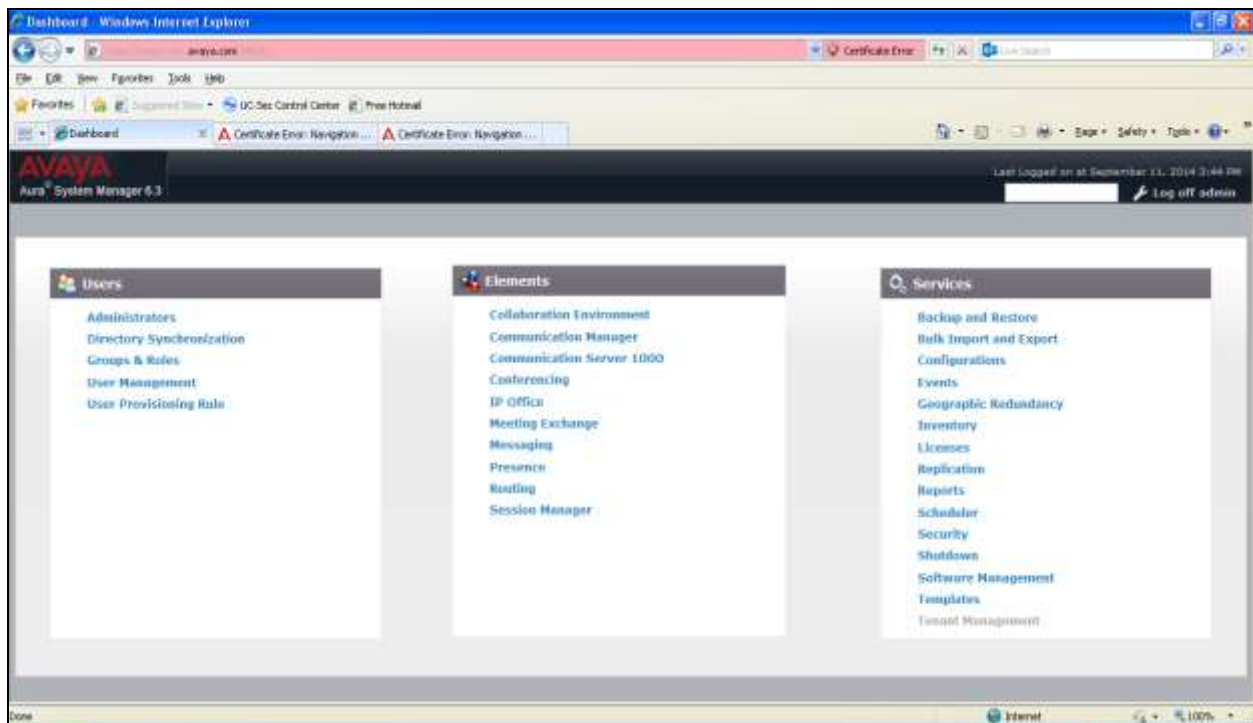 Dashboard - Windows Internet Explorer
avaya.com
Certificate Error
Live Search
File Edit View Favorites Tools Help
Favorites UC-Sec Control Center Free Hotmail
Dashboard Certificate Error: Navigation ... Certificate Error: Navigation ... Page Safety Tools
AVAYA
Aura® System Manager 6.3
Last Logged on at September 11, 2014 3:44 PM
Log off admin
Users
Administrators
Directory Synchronization
Groups & Roles
User Management
User Provisioning Rule
Elements
Collaboration Environment
Communication Manager
Communication Server 1000
Conferencing
IP Office
Meeting Exchange
Messaging
Presence
Routing
Session Manager
Services
Backup and Restore
Bulk Import and Export
Configurations
Events
Geographic Redundancy
Inventory
Licenses
Replication
Reports
Scheduler
Security
Shutdown
Software Management
Templates
Tenant Management
Done Internet 100%